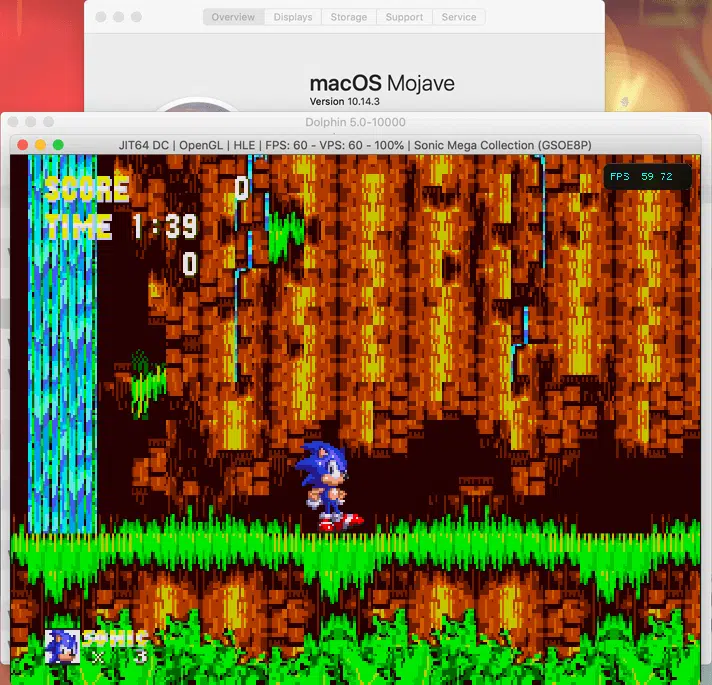 Overview Displays Storage Support Service
macOS Mojave
Version 10.14.3
Dolphin 5.0-10000
JIT64 DC | OpenGL | HLE | FPS: 60 - VPS: 60 - 100% | Sonic Mega Collection (GSOE8P)
FPS 59 72
SCORE 0
TIME 1:39
0
SONIC
x 3